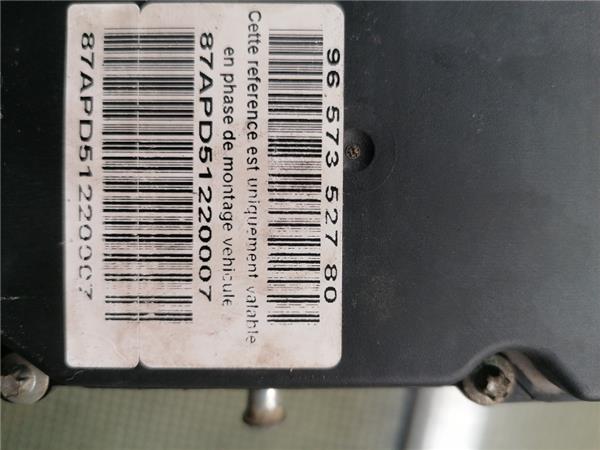 96 573 527 80
Cette reference est uniquement valable
en phase de montage vehicule
87APD51220007
87APD51220007